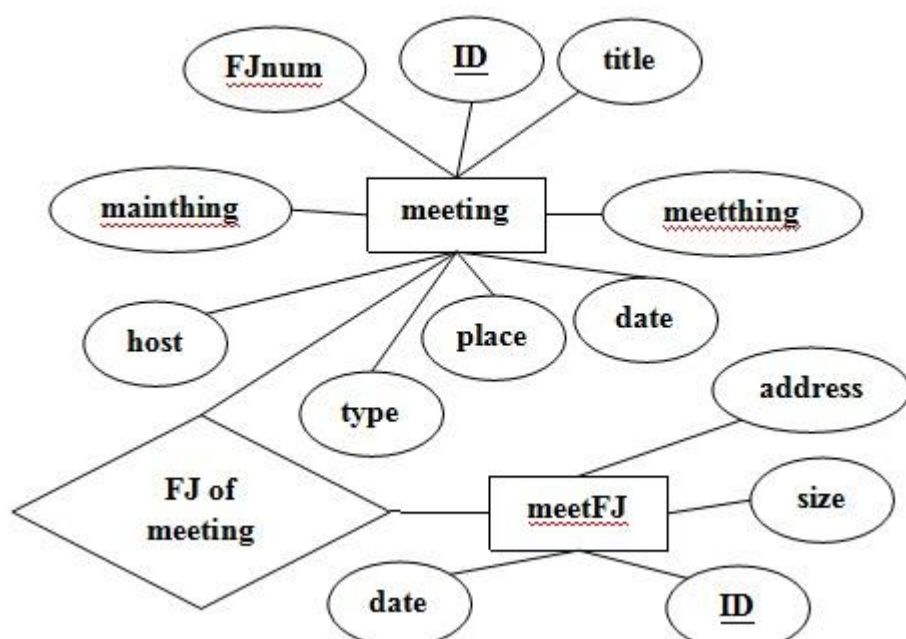 FJnum
ID
title
mainthing
meeting
meetthing
host
type
place
date
address
FJ of
meeting
meetFJ
size
date
ID